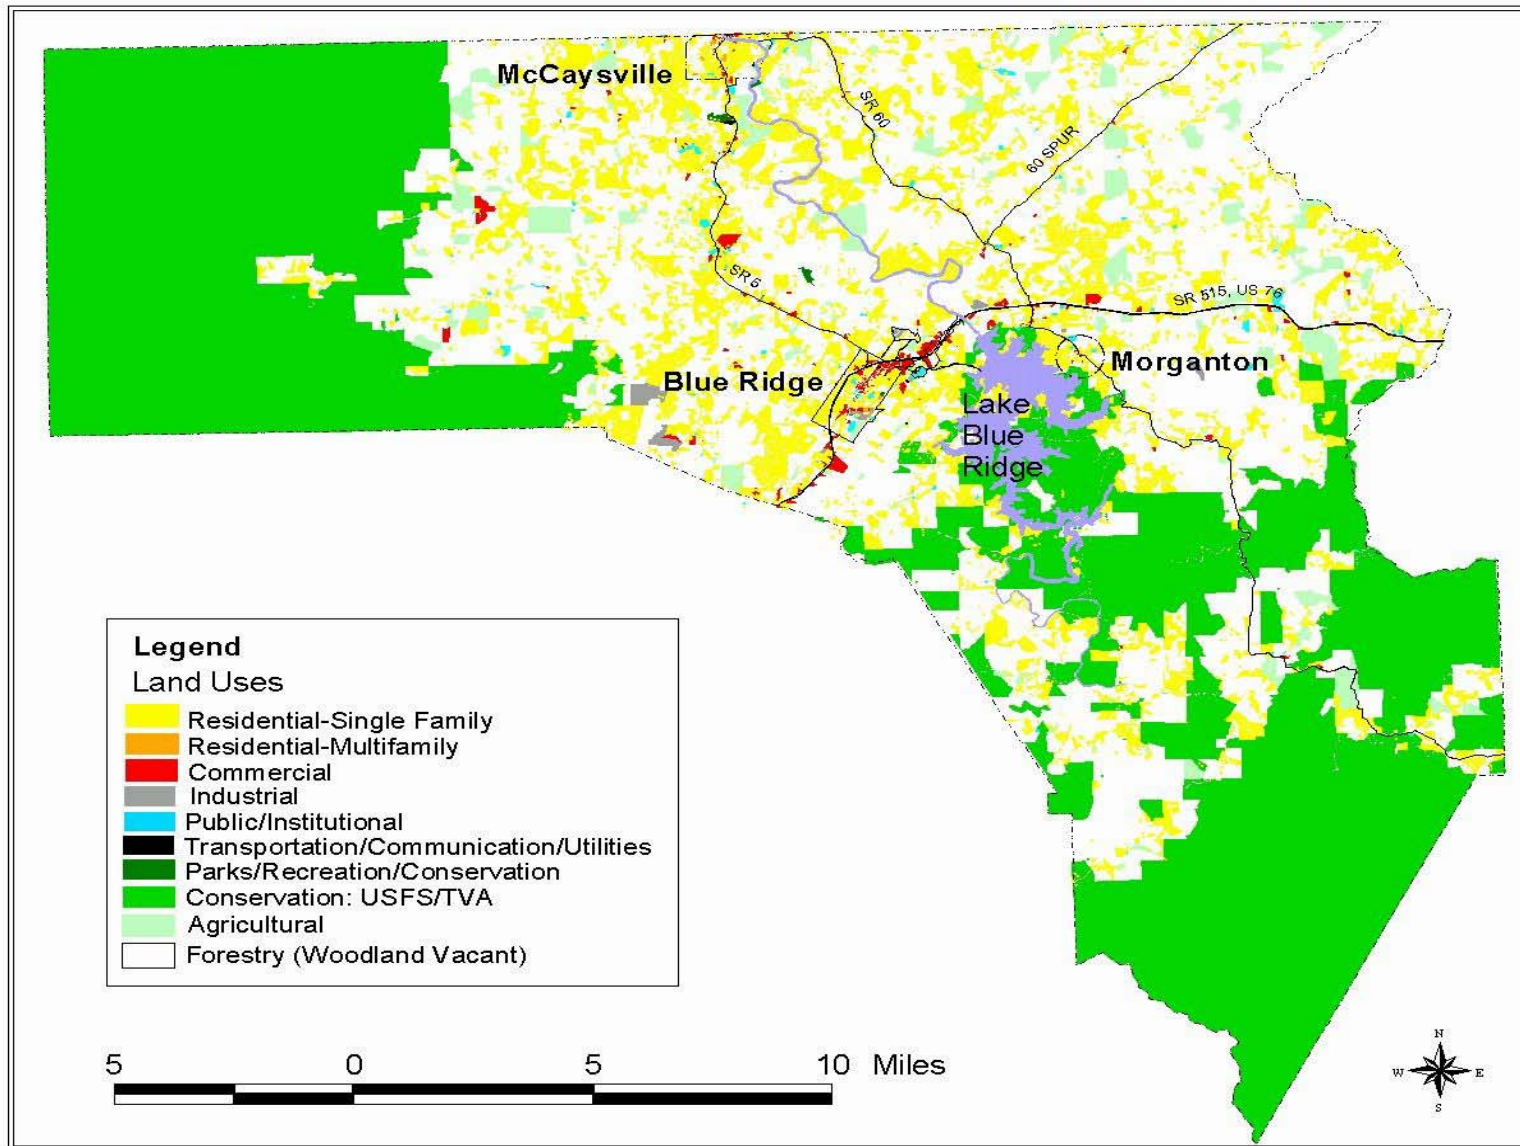 McCaysville
SR 60
60 SPUR
SR 5
SR 515, US 76
Blue Ridge
Morganton
Lake
Blue
Ridge
Legend
Land Uses
Residential-Single Family
Residential-Multifamily
Commercial
Industrial
Public/Institutional
Transportation/Communication/Utilities
Parks/Recreation/Conservation
Conservation: USFS/TVA
Agricultural
Forestry (Woodland Vacant)
5 0 5 10 Miles
N
W E
S